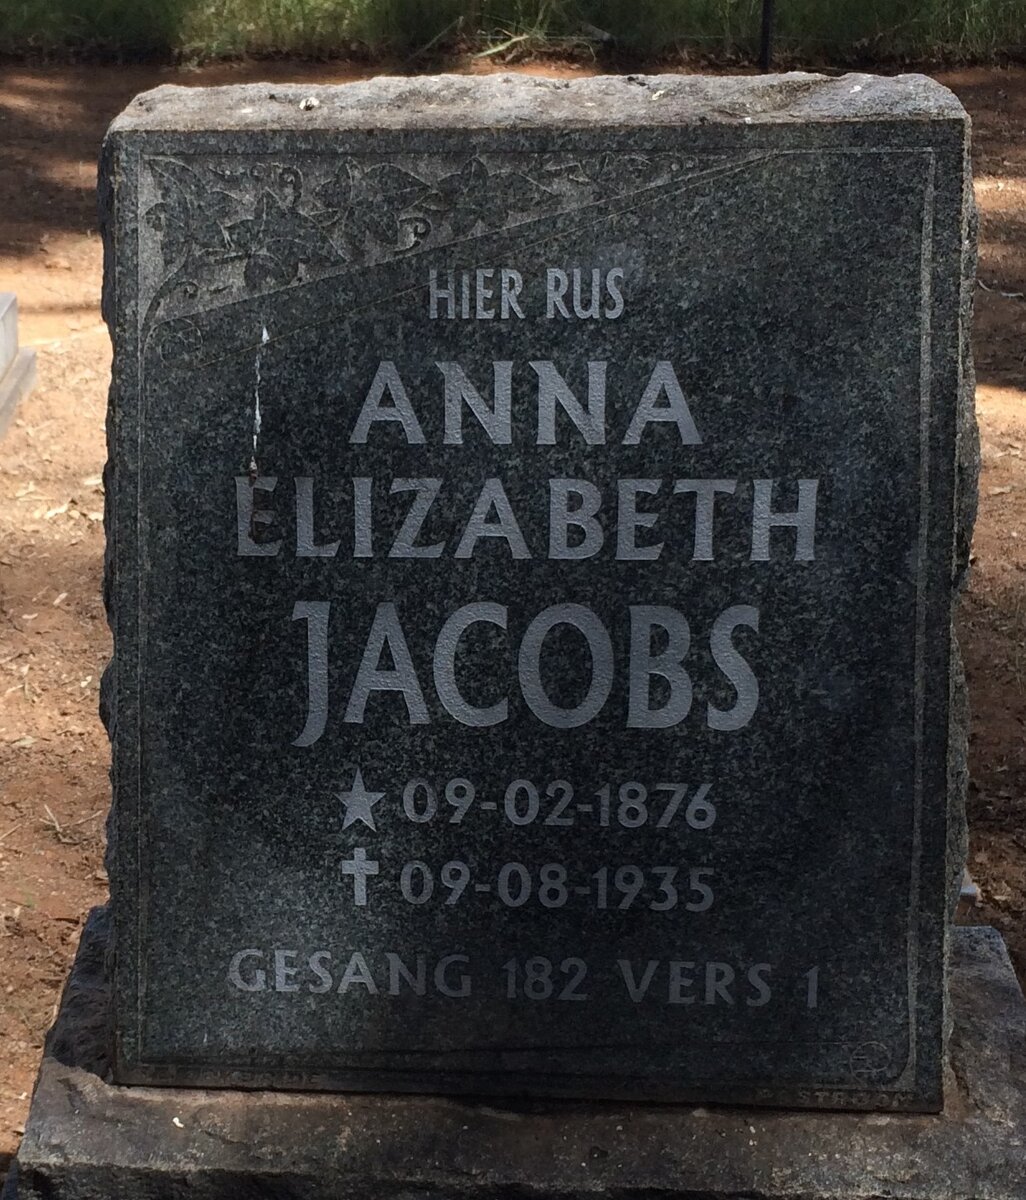 HIER RUS
ANNA
ELIZABETH
JACOBS
★ 09-02-1876
✝ 09-08-1935
GESANG 182 VERS 1